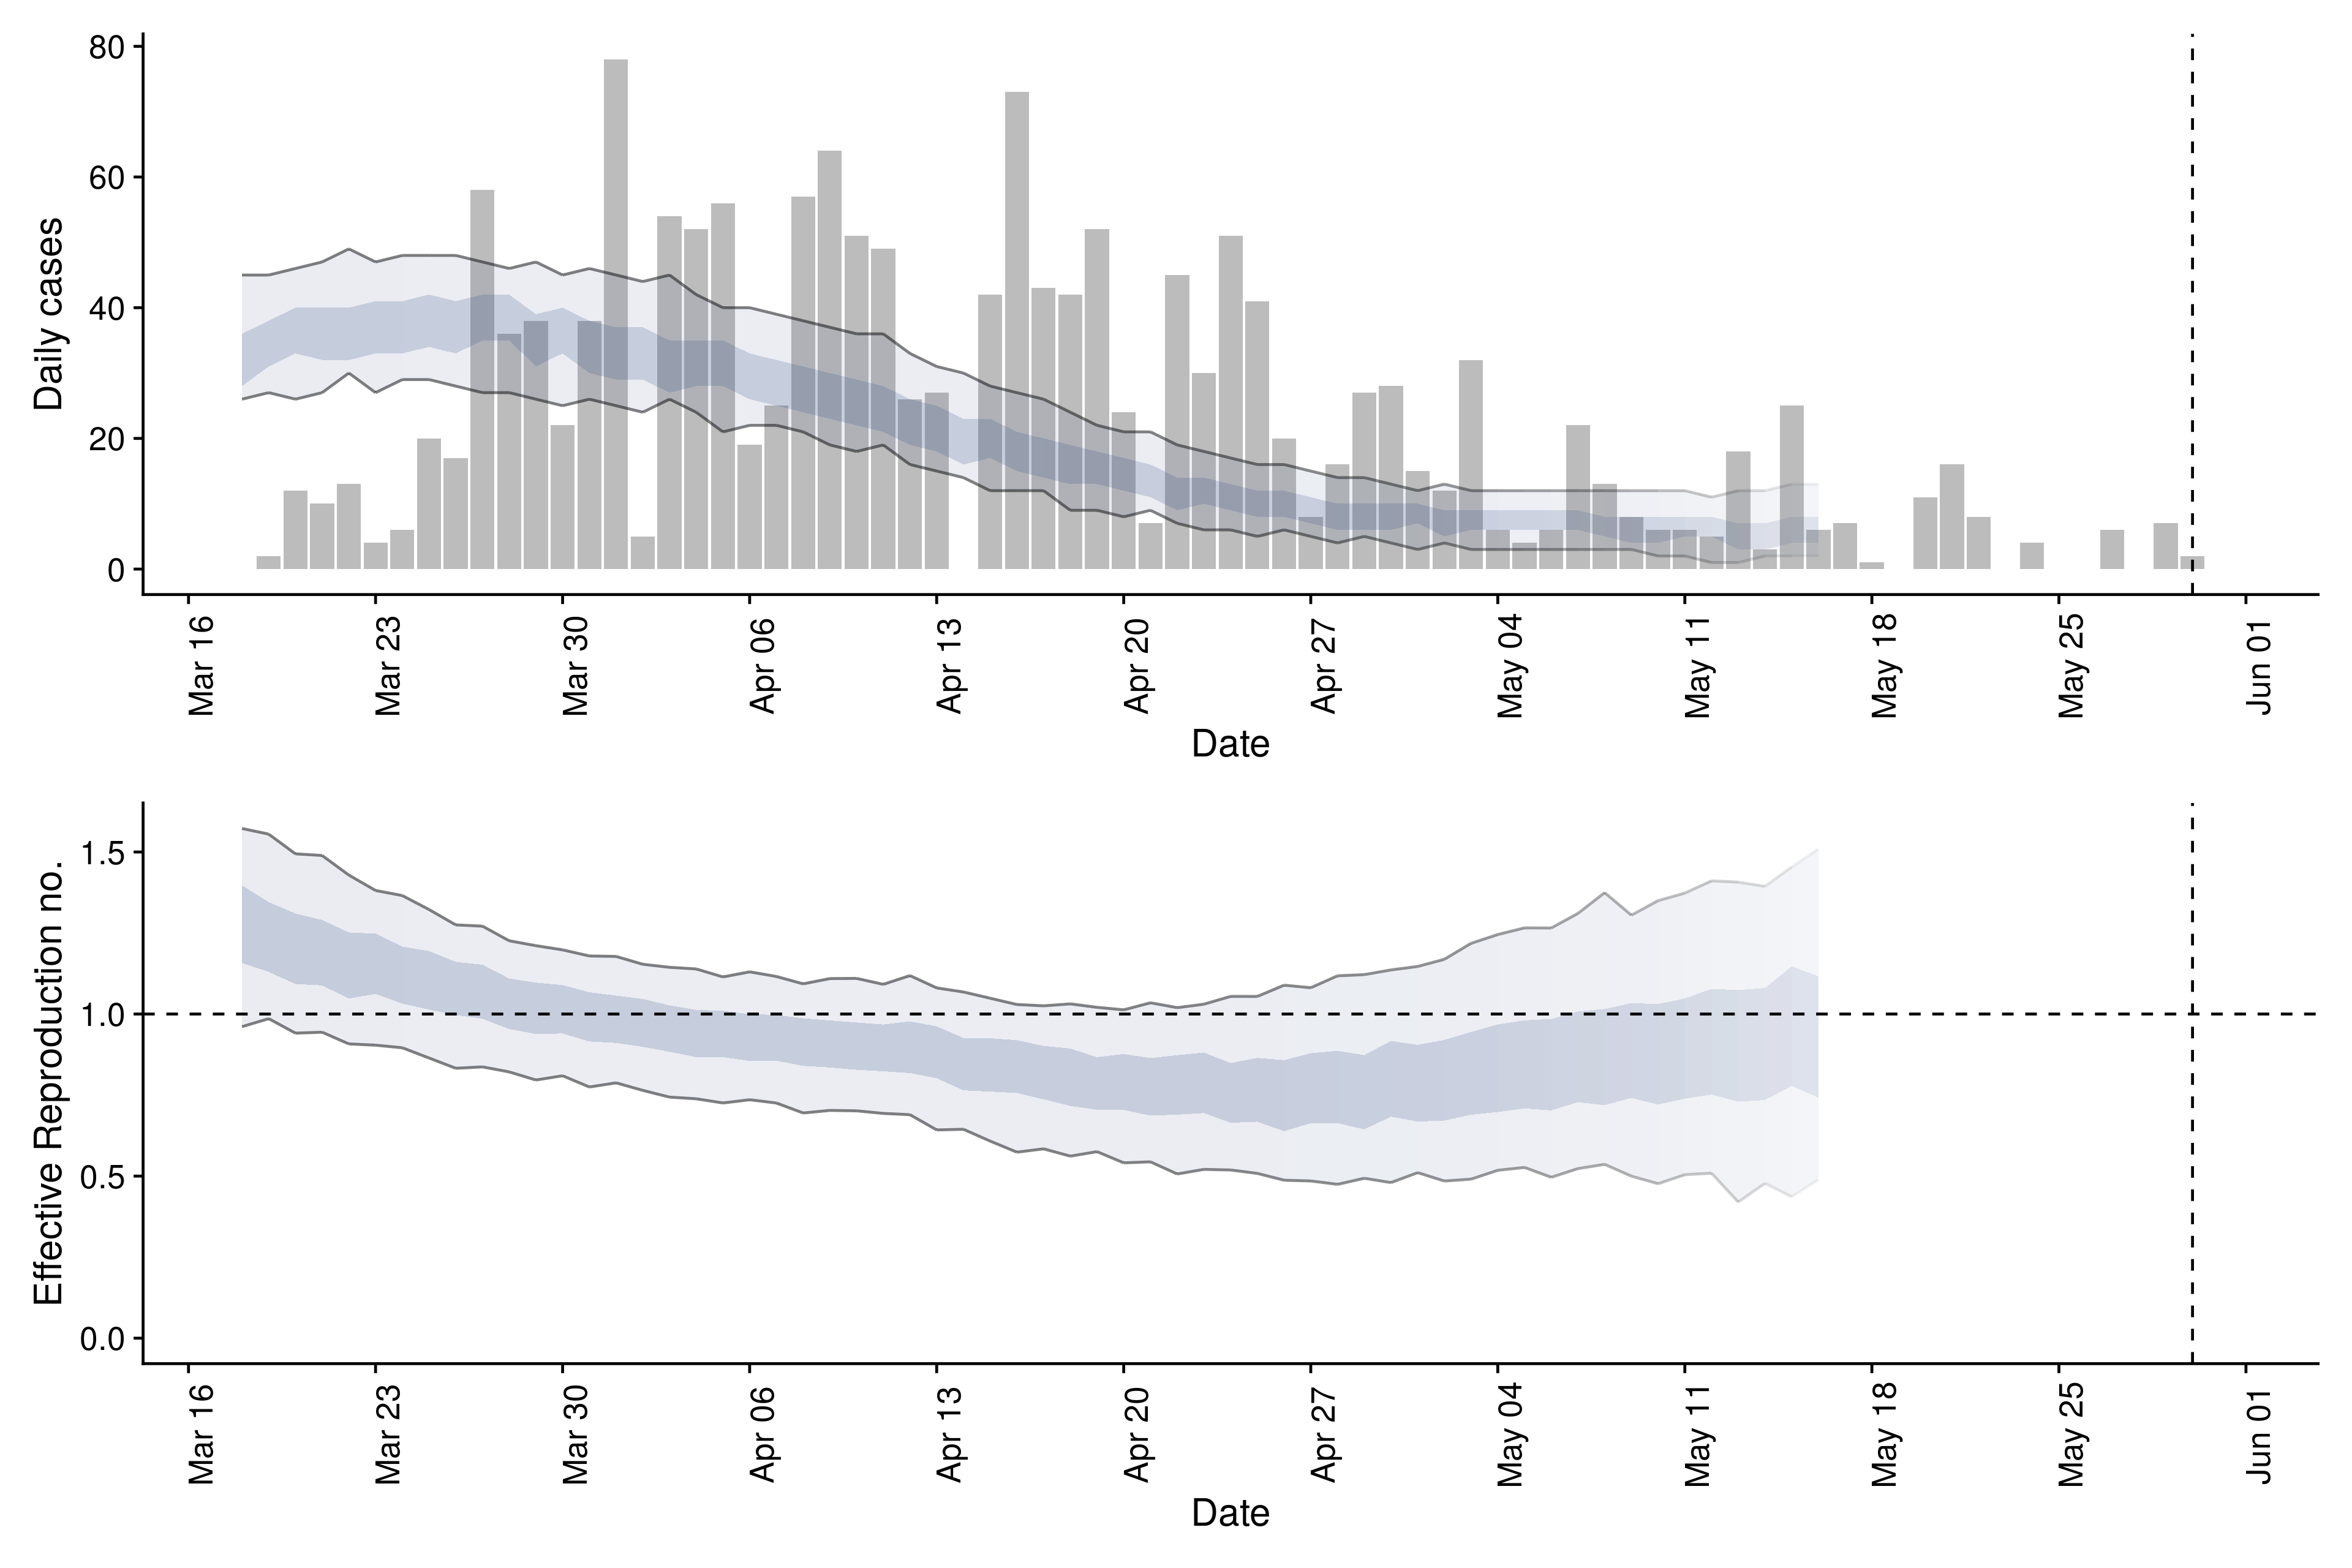 80
60
40
20
0
Daily cases
Mar 16
Mar 23
Mar 30
Apr 06
Apr 13
Apr 20
Apr 27
May 04
May 11
May 18
May 25
Jun 01
Date
1.5
1.0
0.5
0.0
Effective Reproduction no.
Mar 16
Mar 23
Mar 30
Apr 06
Apr 13
Apr 20
Apr 27
May 04
May 11
May 18
May 25
Jun 01
Date